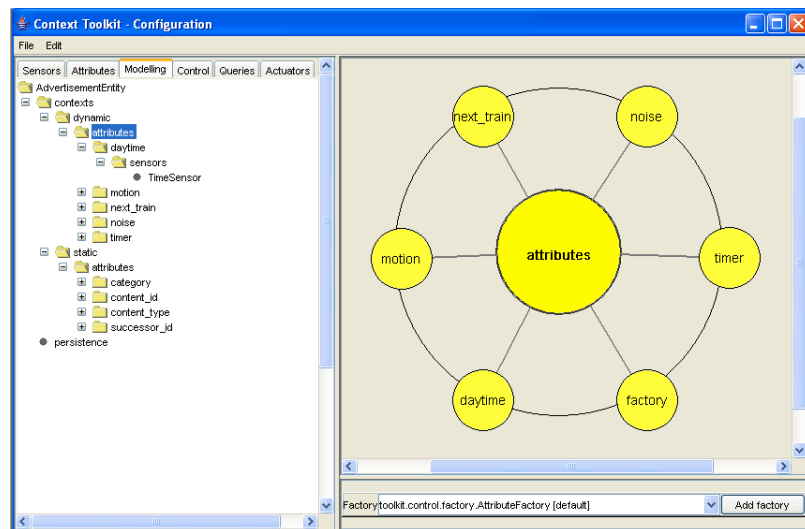 Context Toolkit - Configuration
File Edit
Sensors Attributes Modelling Control Queries Actuators
AdvertisementEntity
contexts
dynamic
attributes
daytime
sensors
TimeSensor
motion
next_train
noise
timer
static
attributes
category
content_id
content_type
successor_id
persistence
next_train
noise
motion
attributes
timer
daytime
factory
Factory toolkit.control.factory.AttributeFactory [default] Add factory